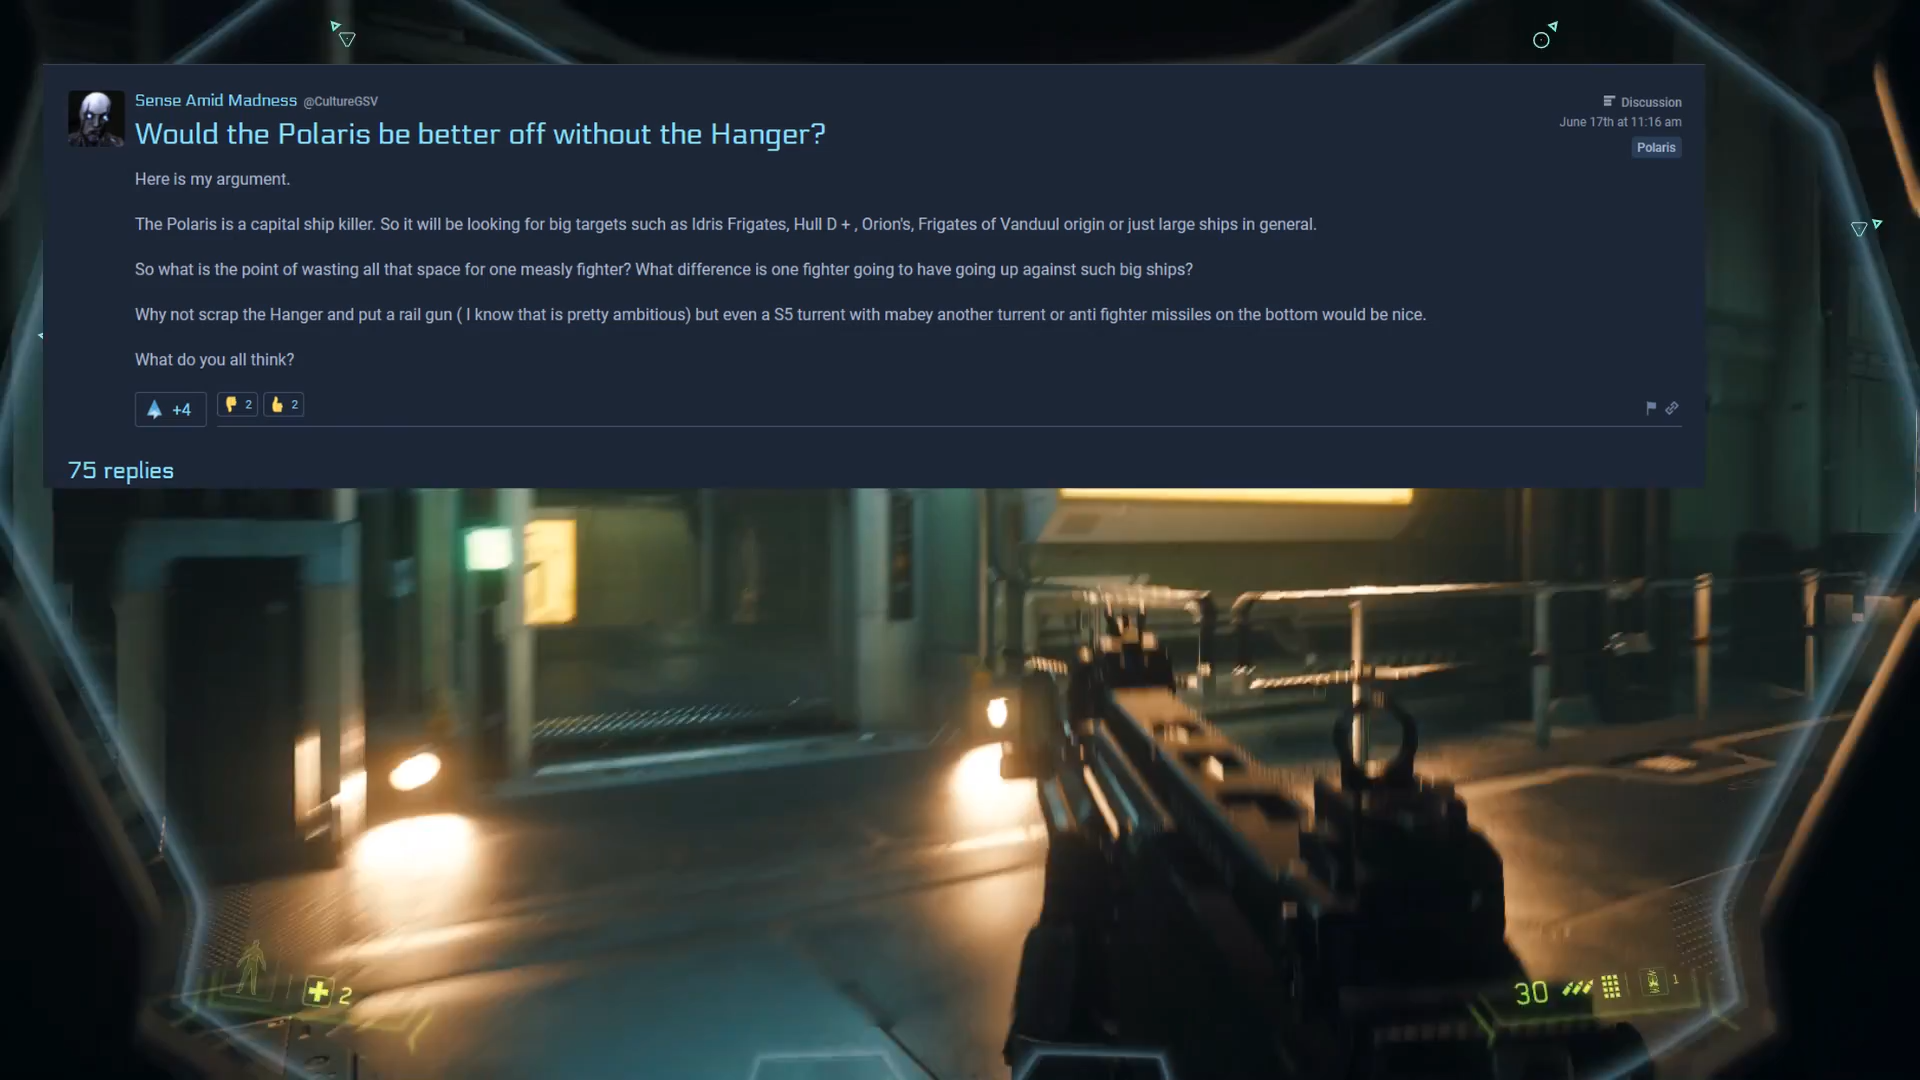 Sense Amid Madness @CultureGSV
Discussion
Would the Polaris be better off without the Hanger?
June 17th at 11:16 am
Polaris
Here is my argument.
The Polaris is a capital ship killer. So it will be looking for big targets such as Idris Frigates, Hull D + , Orion's, Frigates of Vanduul origin or just large ships in general.
So what is the point of wasting all that space for one measly fighter? What difference is one fighter going to have going up against such big ships?
Why not scrap the Hanger and put a rail gun ( I know that is pretty ambitious) but even a S5 turrent with mabey another turrent or anti fighter missiles on the bottom would be nice.
What do you all think?
+4 2 2
75 replies
2
30
1